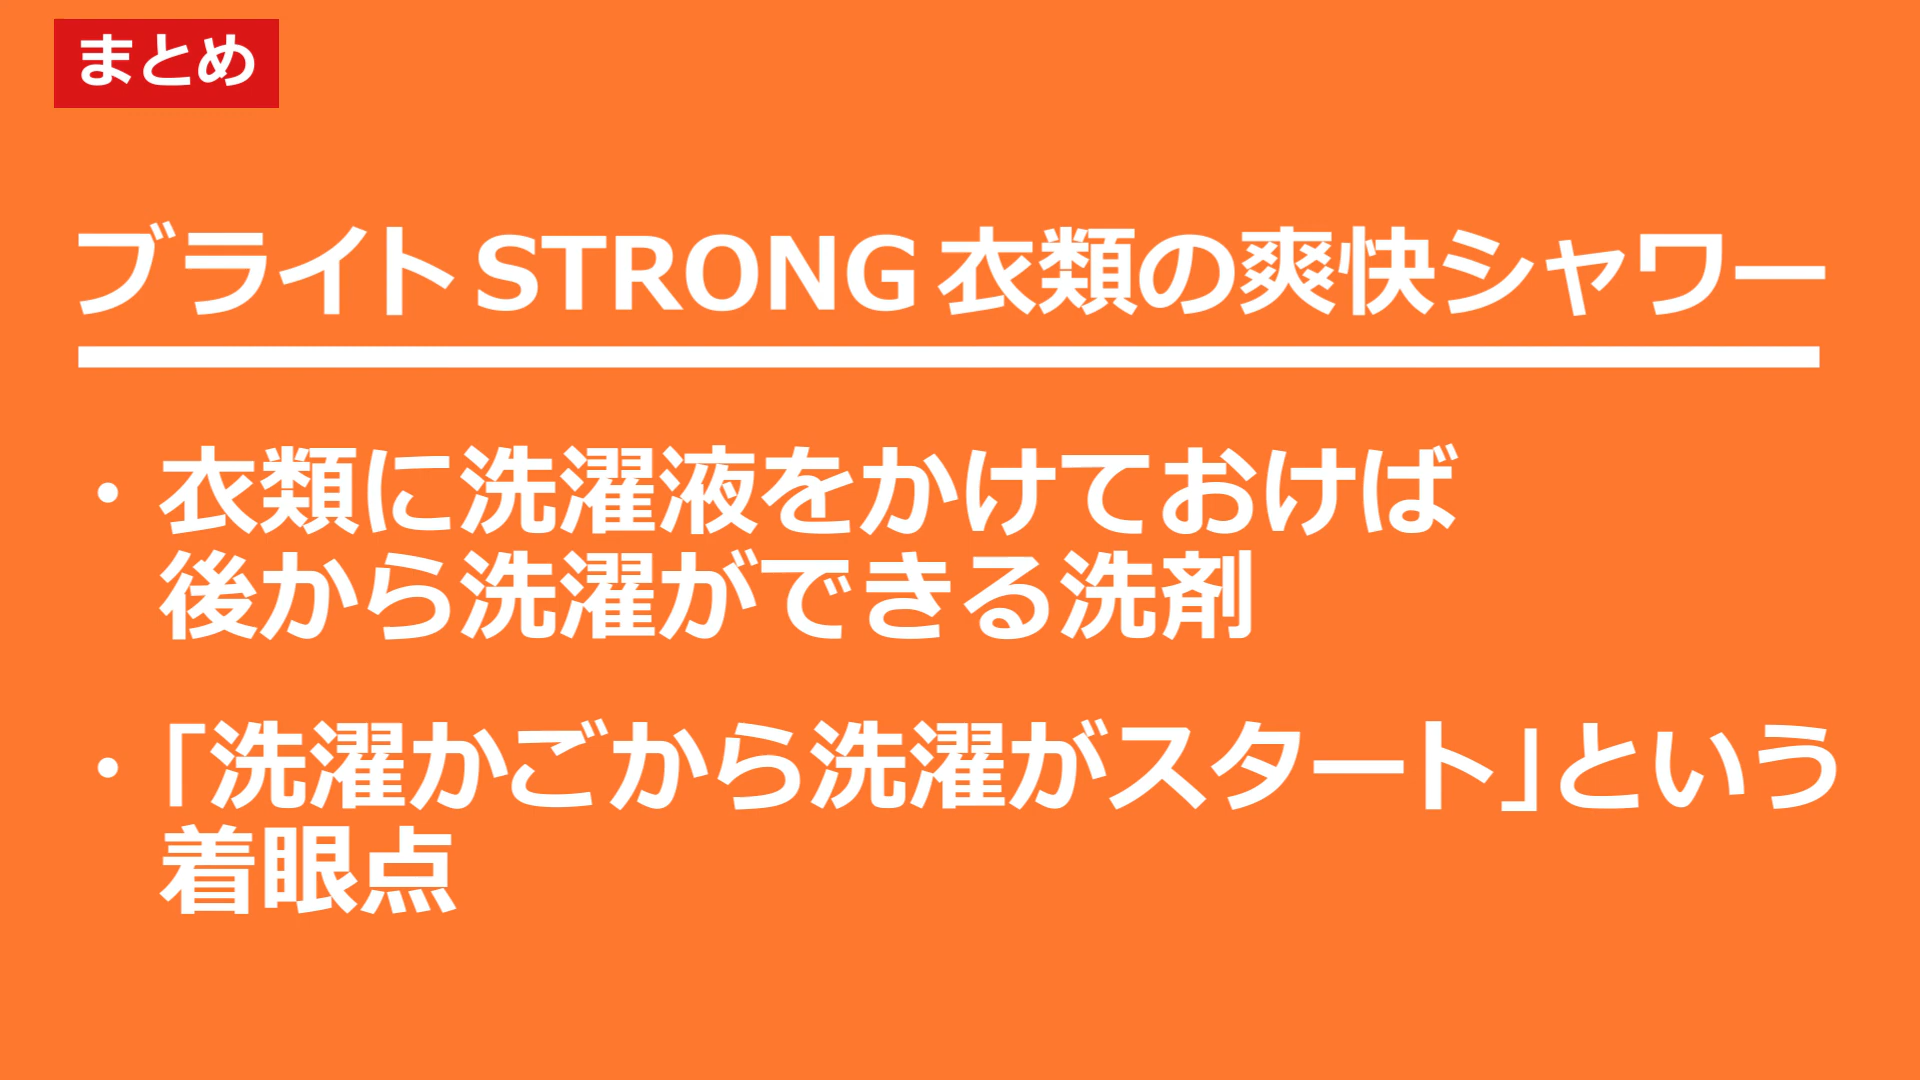 まとめ
ブライトSTRONG 衣類の爽快シャワー
・衣類に洗濯液をかけておけば
後から洗濯ができる洗剤
・「洗濯かごから洗濯がスタート」という
着眼点